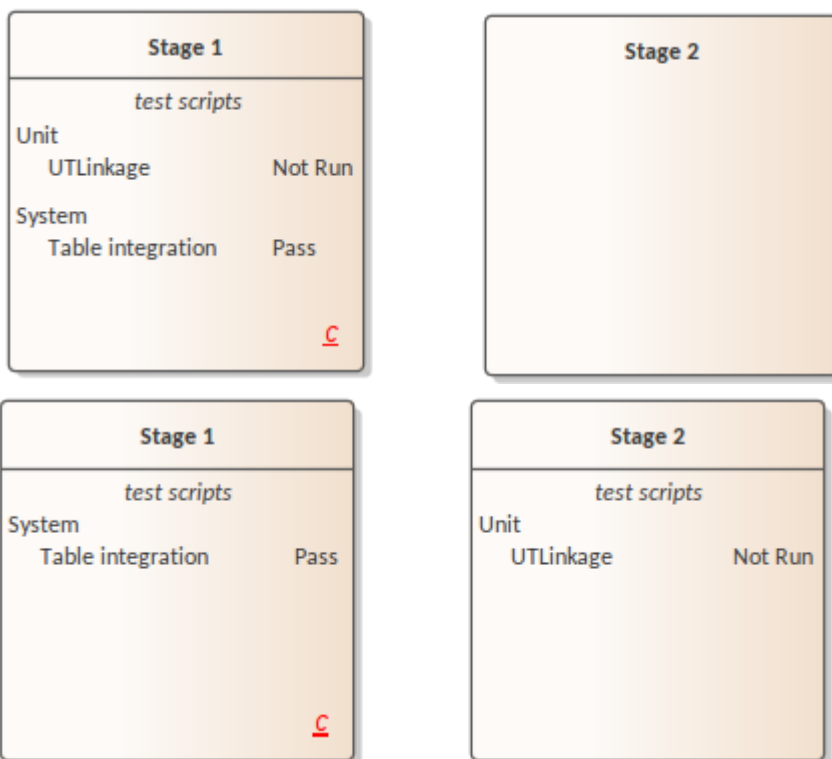 Stage 1
test scripts
Unit
UTLinkage Not Run
System
Table integration Pass
C
Stage 2
Stage 1
test scripts
System
Table integration Pass
C
Stage 2
test scripts
Unit
UTLinkage Not Run